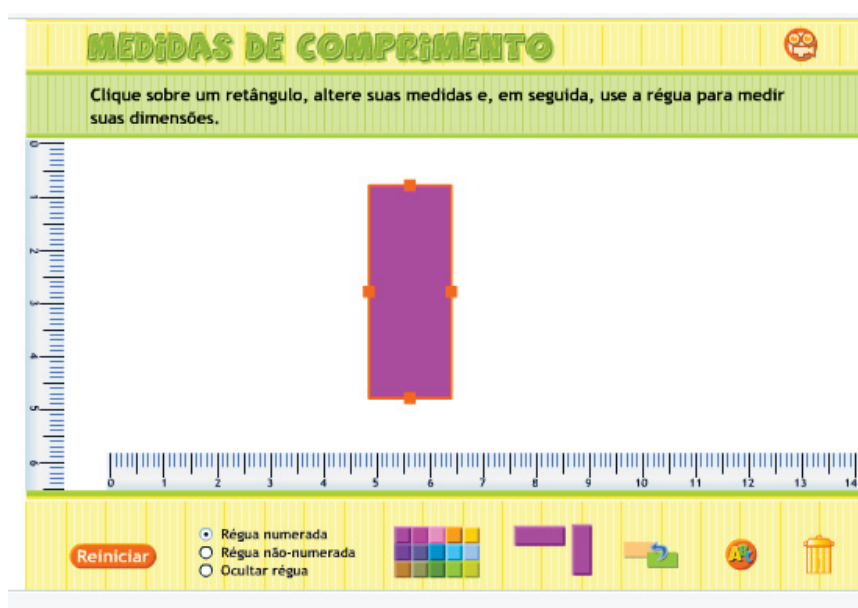 MEDIDAS DE COMPRIMENTO
Clique sobre um retângulo, altere suas medidas e, em seguida, use a régua para medir
suas dimensões.
0
1
2
3
4
5
6
0 1 2 3 4 5 6 7 8 9 10 11 12 13 14
Reiniciar
Régua numerada
Régua não-numerada
Ocultar régua